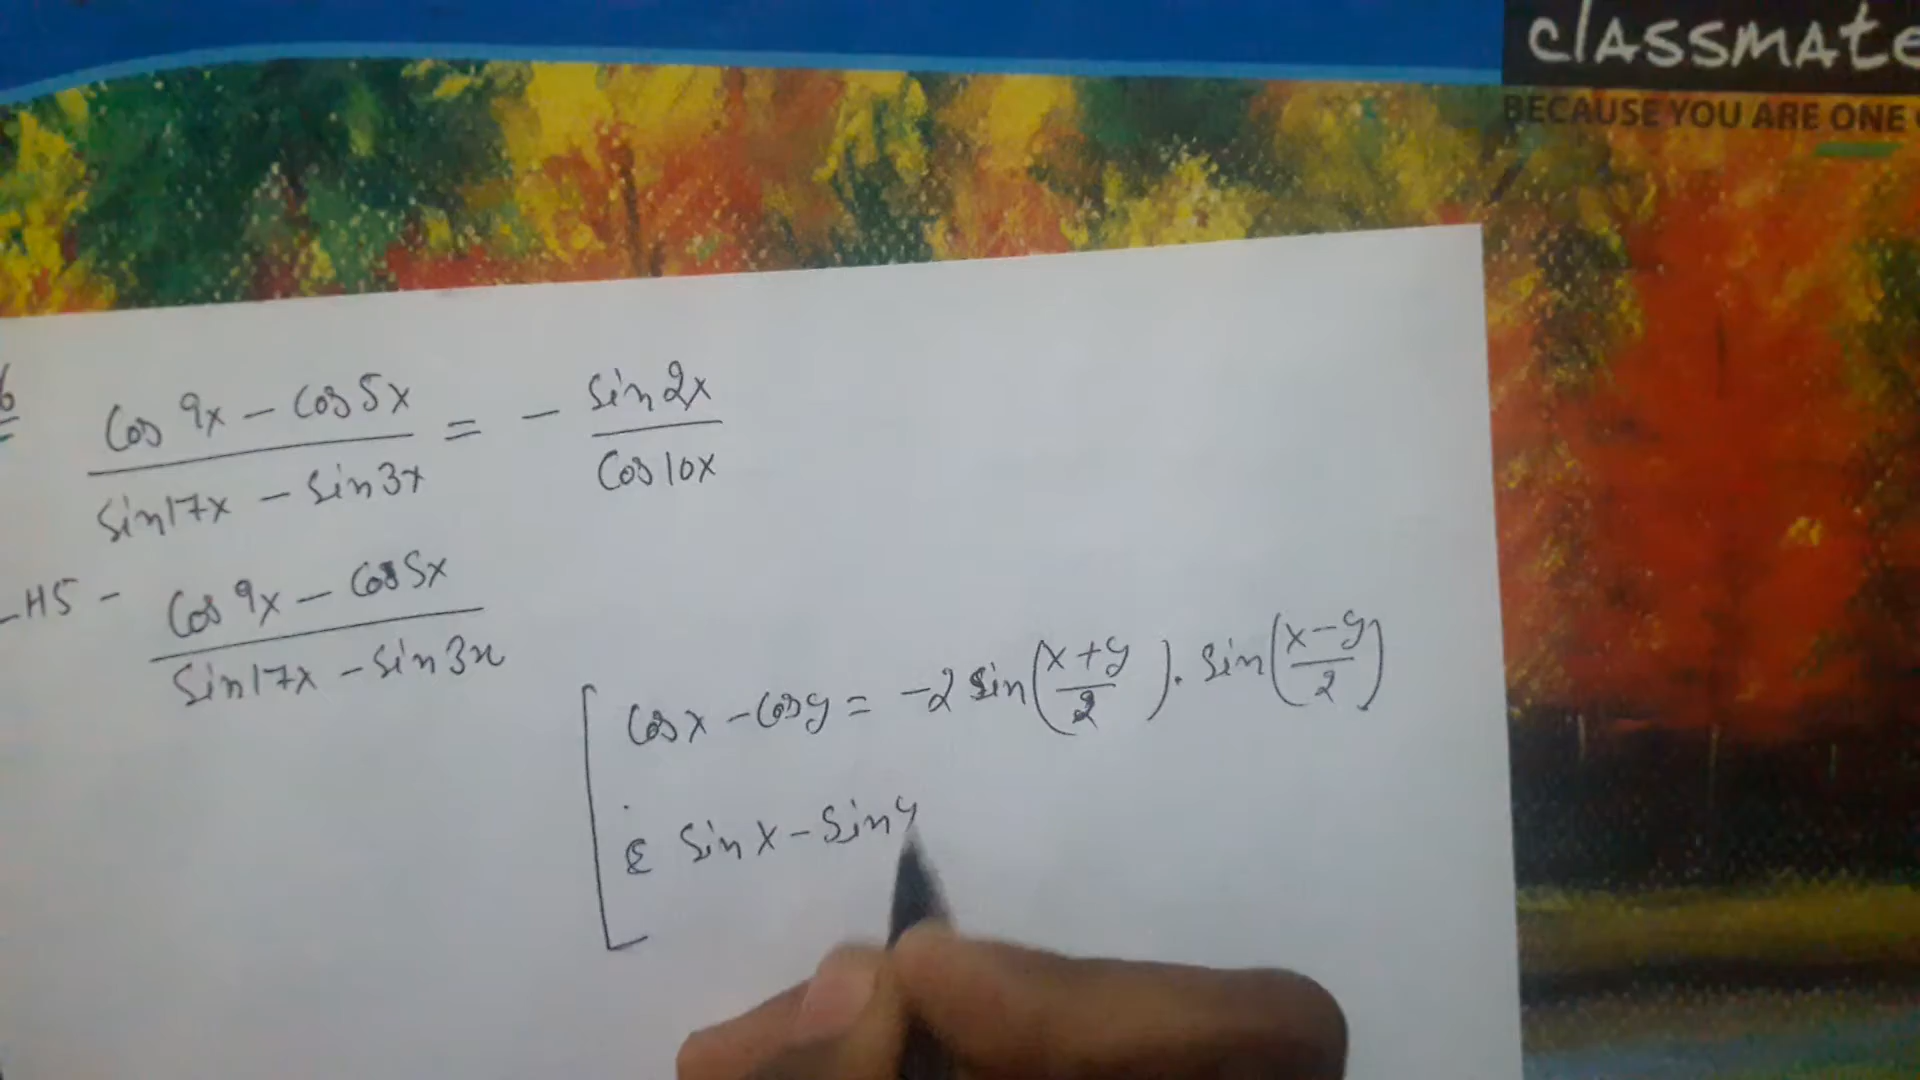 classmate
BECAUSE YOU ARE ONE
6
Cos 9x - Cos 5x / Sin 17x - Sin 3x = - Sin 2x / Cos 10x
LHS - Cos 9x - Cos 5x / Sin 17x - Sin 3x
Cos x - Cos y = -2 Sin (x+y / 2) . Sin (x-y / 2)
& Sin x - Sin y